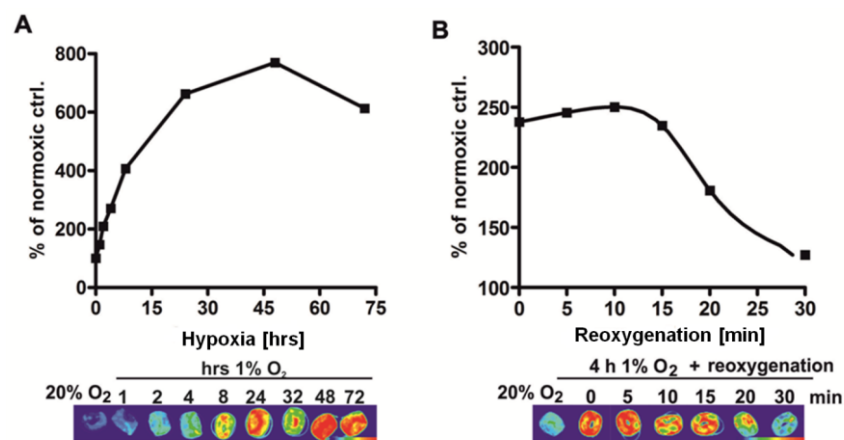 A
% of normoxic ctrl.
800
600
400
200
0
0 15 30 45 60 75
Hypoxia [hrs]
hrs 1% O₂
20% O₂ 1 2 4 8 24 32 48 72
B
% of normoxic ctrl.
300
250
200
150
100
0 5 10 15 20 25 30
Reoxygenation [min]
4 h 1% O₂ + reoxygenation
20% O₂ 0 5 10 15 20 30 min